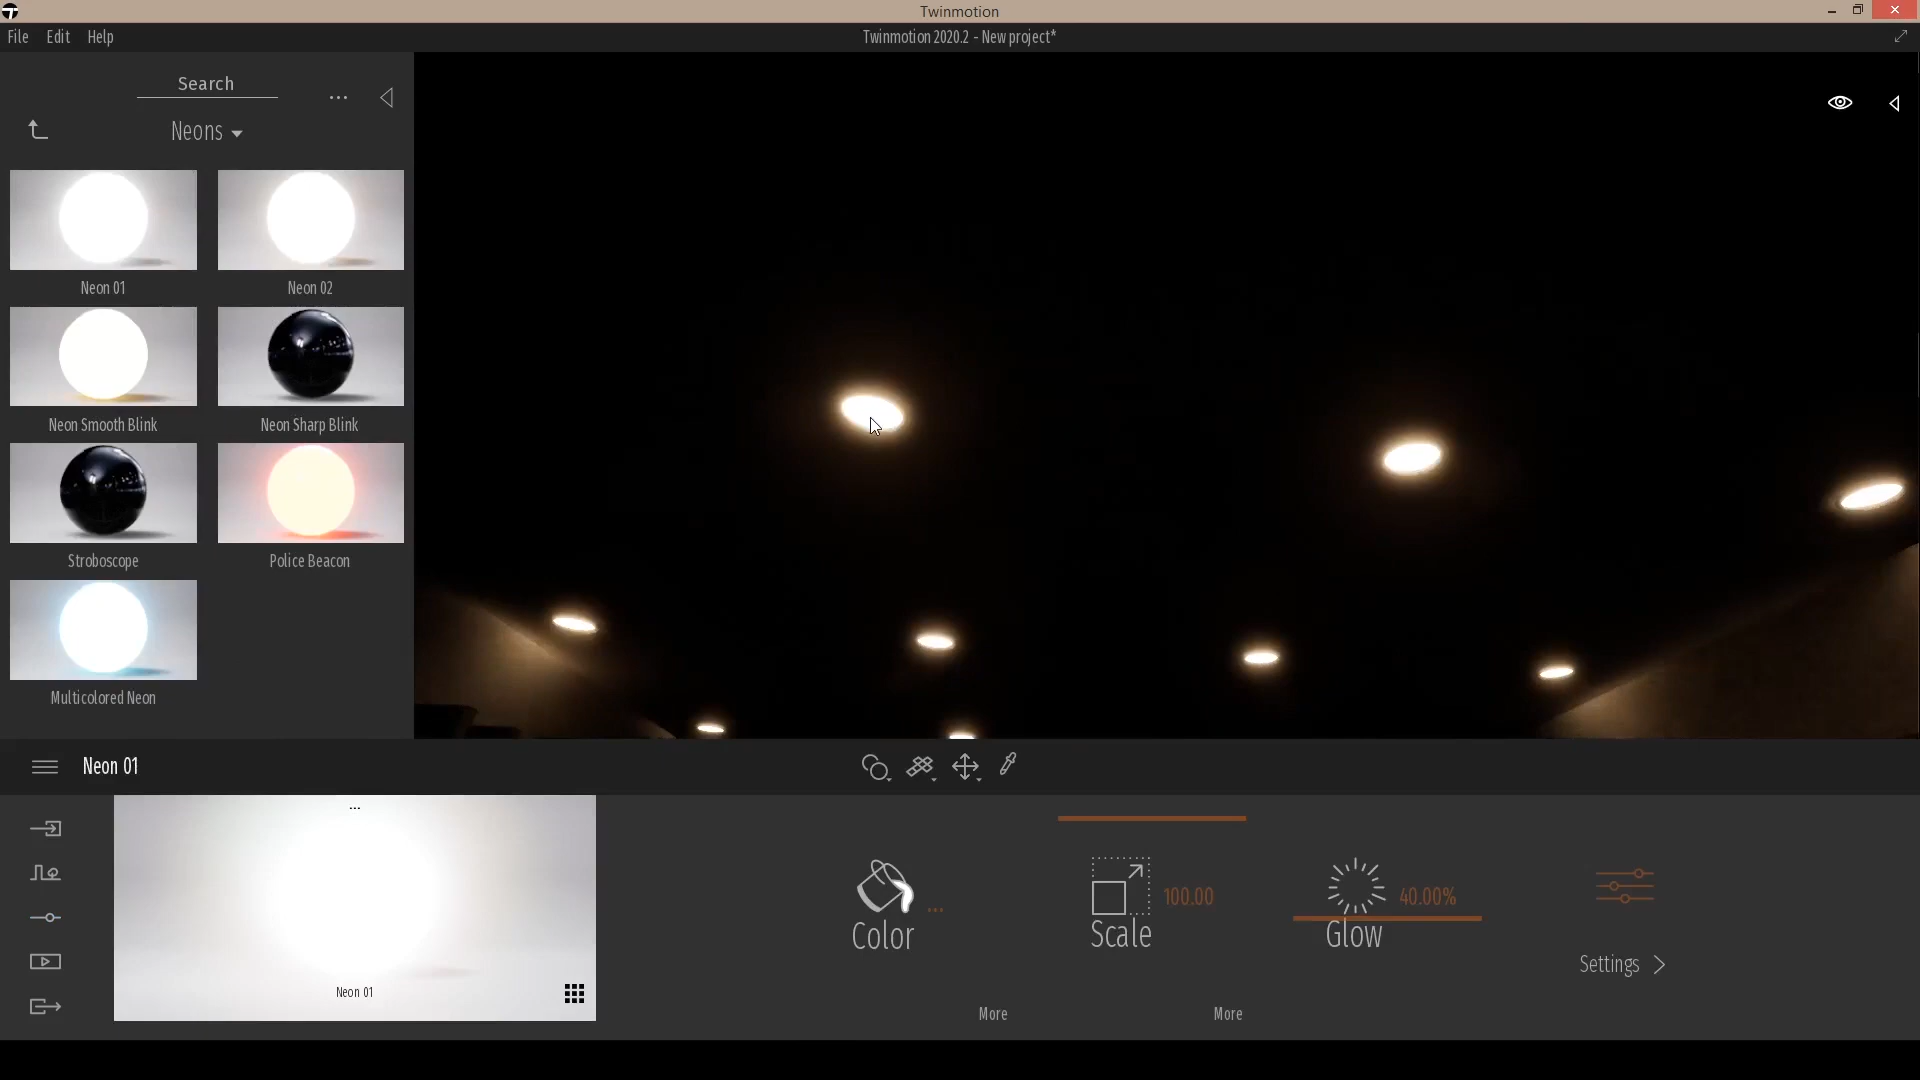 Twinmotion
File Edit Help
Twinmotion 2020.2 - New project*
Search
...
Neons
Neon 01
Neon 02
Neon Smooth Blink
Neon Sharp Blink
Stroboscope
Police Beacon
Multicolored Neon
Neon 01
...
Neon 01
Color
...
Scale
100.00
Glow
40.00%
Settings
More
More